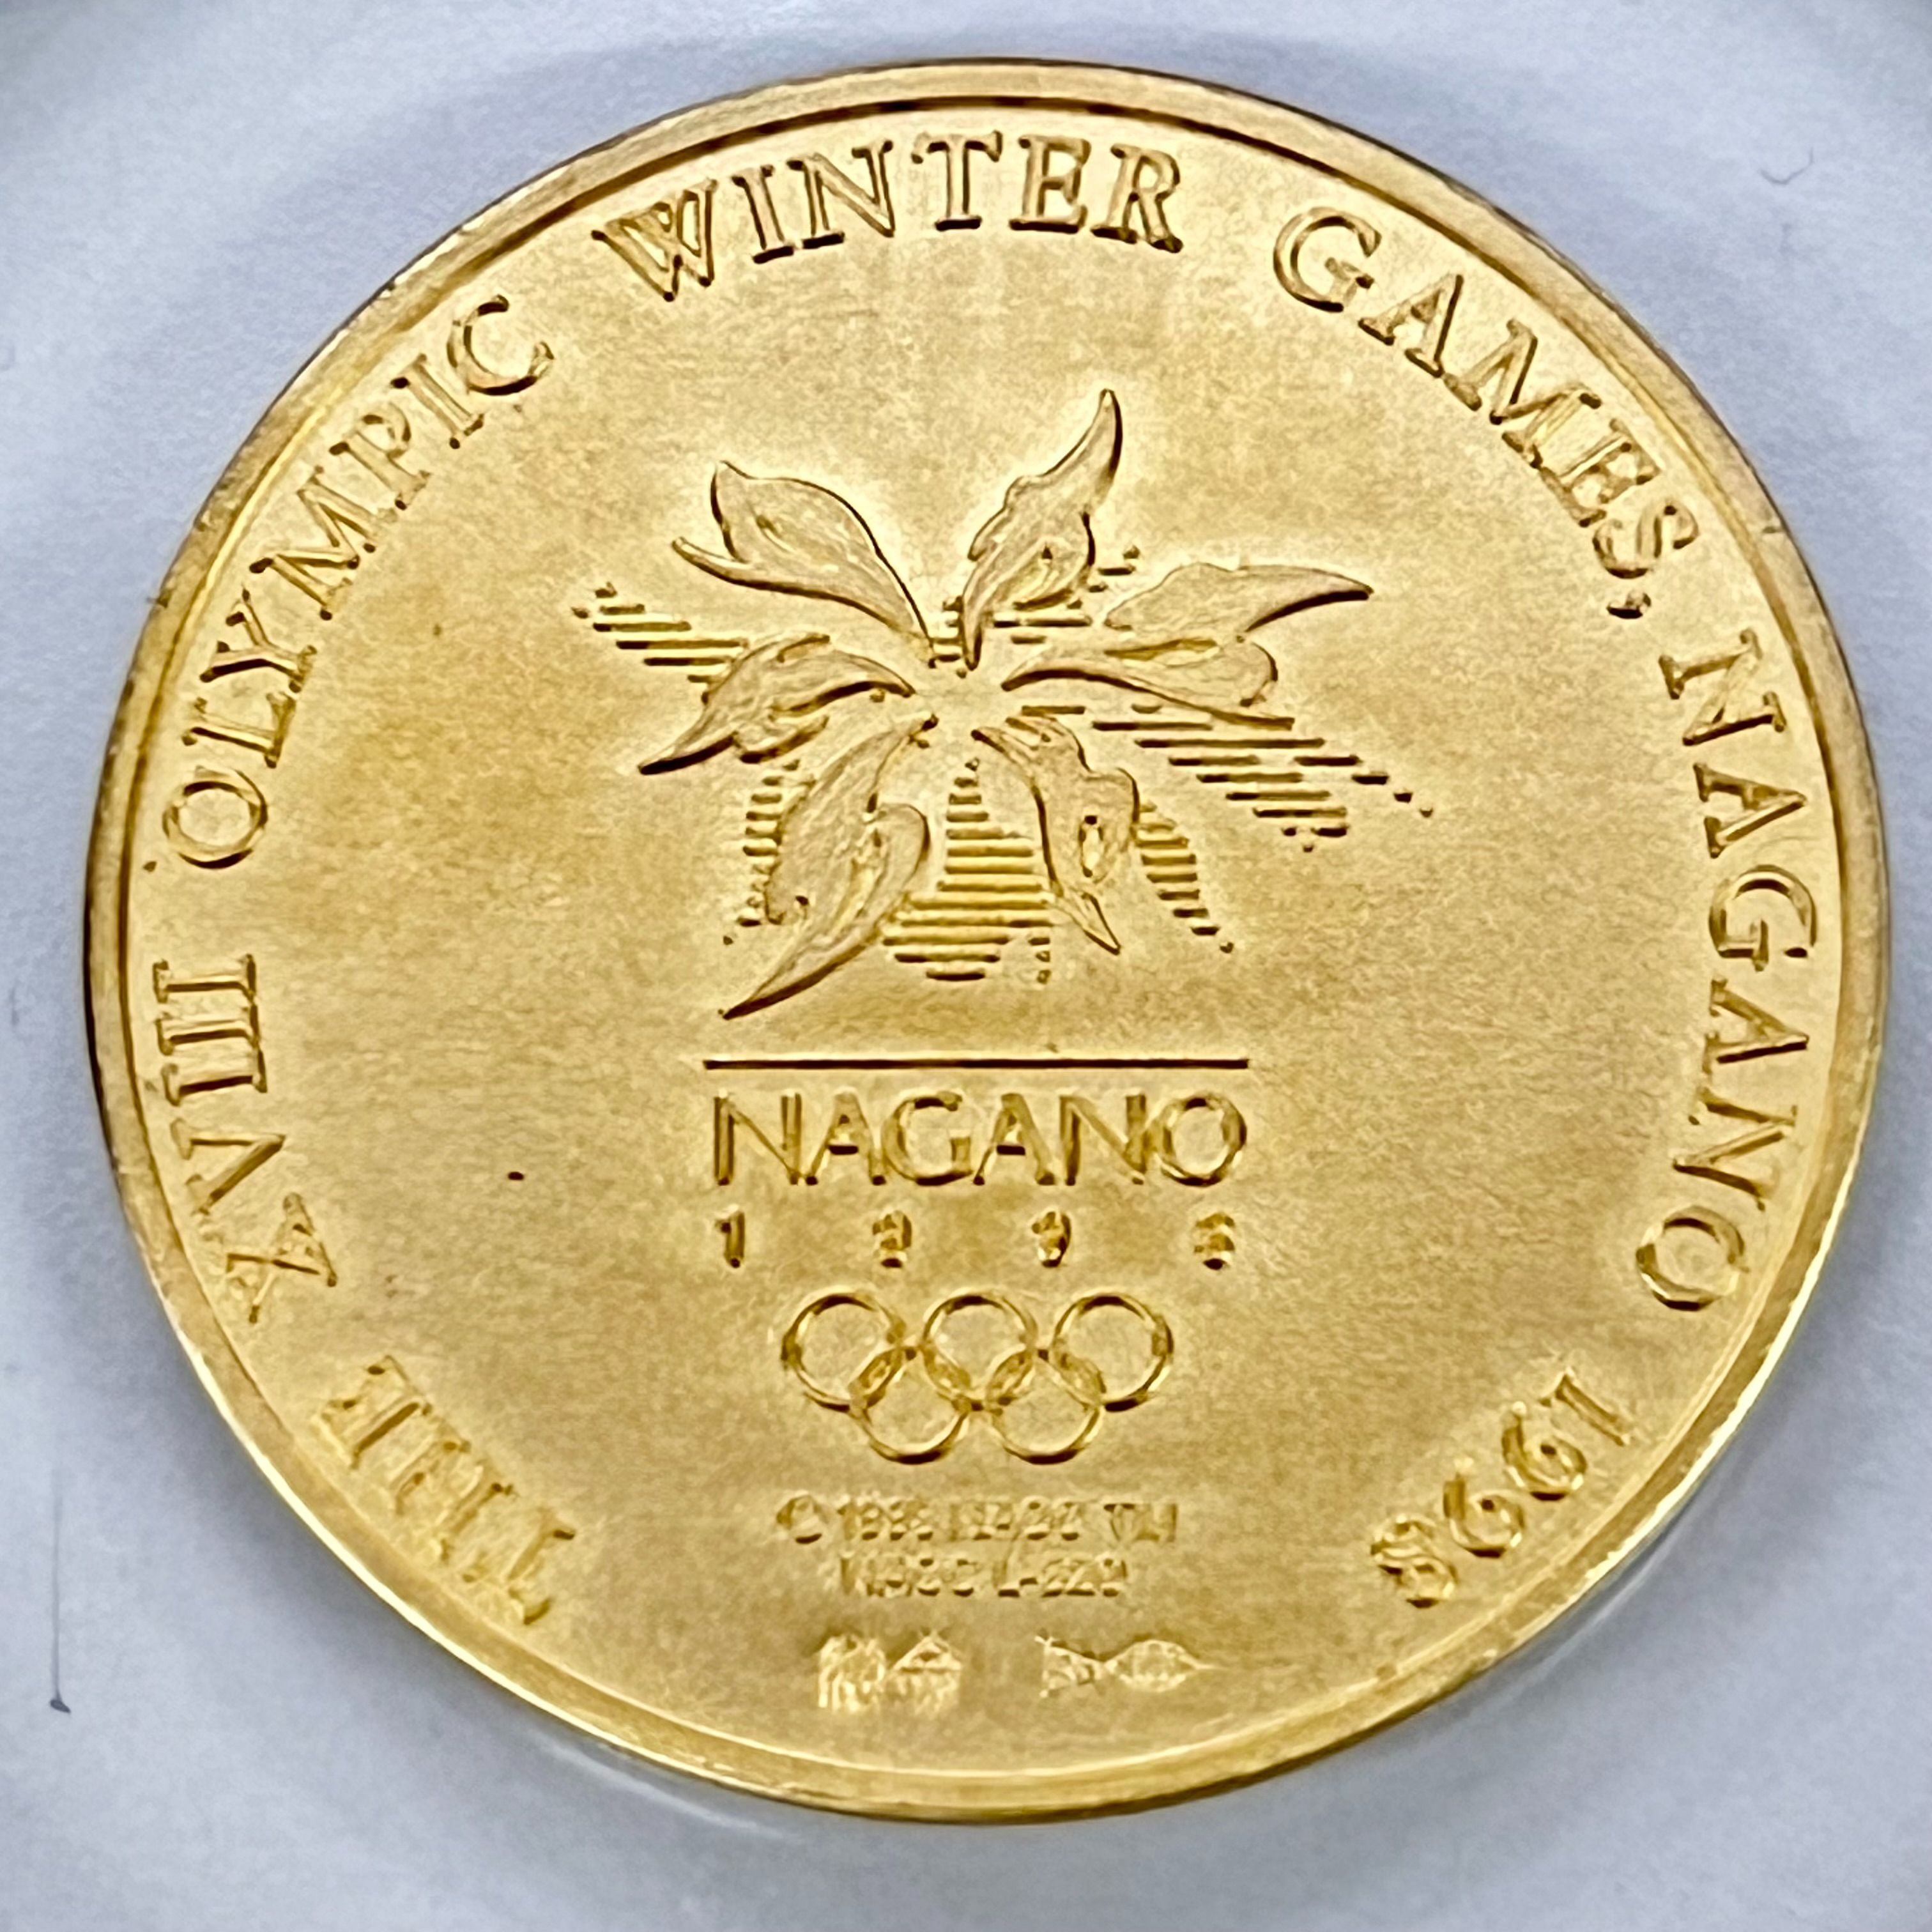 THE XVIII OLYMPIC WINTER GAMES, NAGANO 1998
NAGANO
1998
©